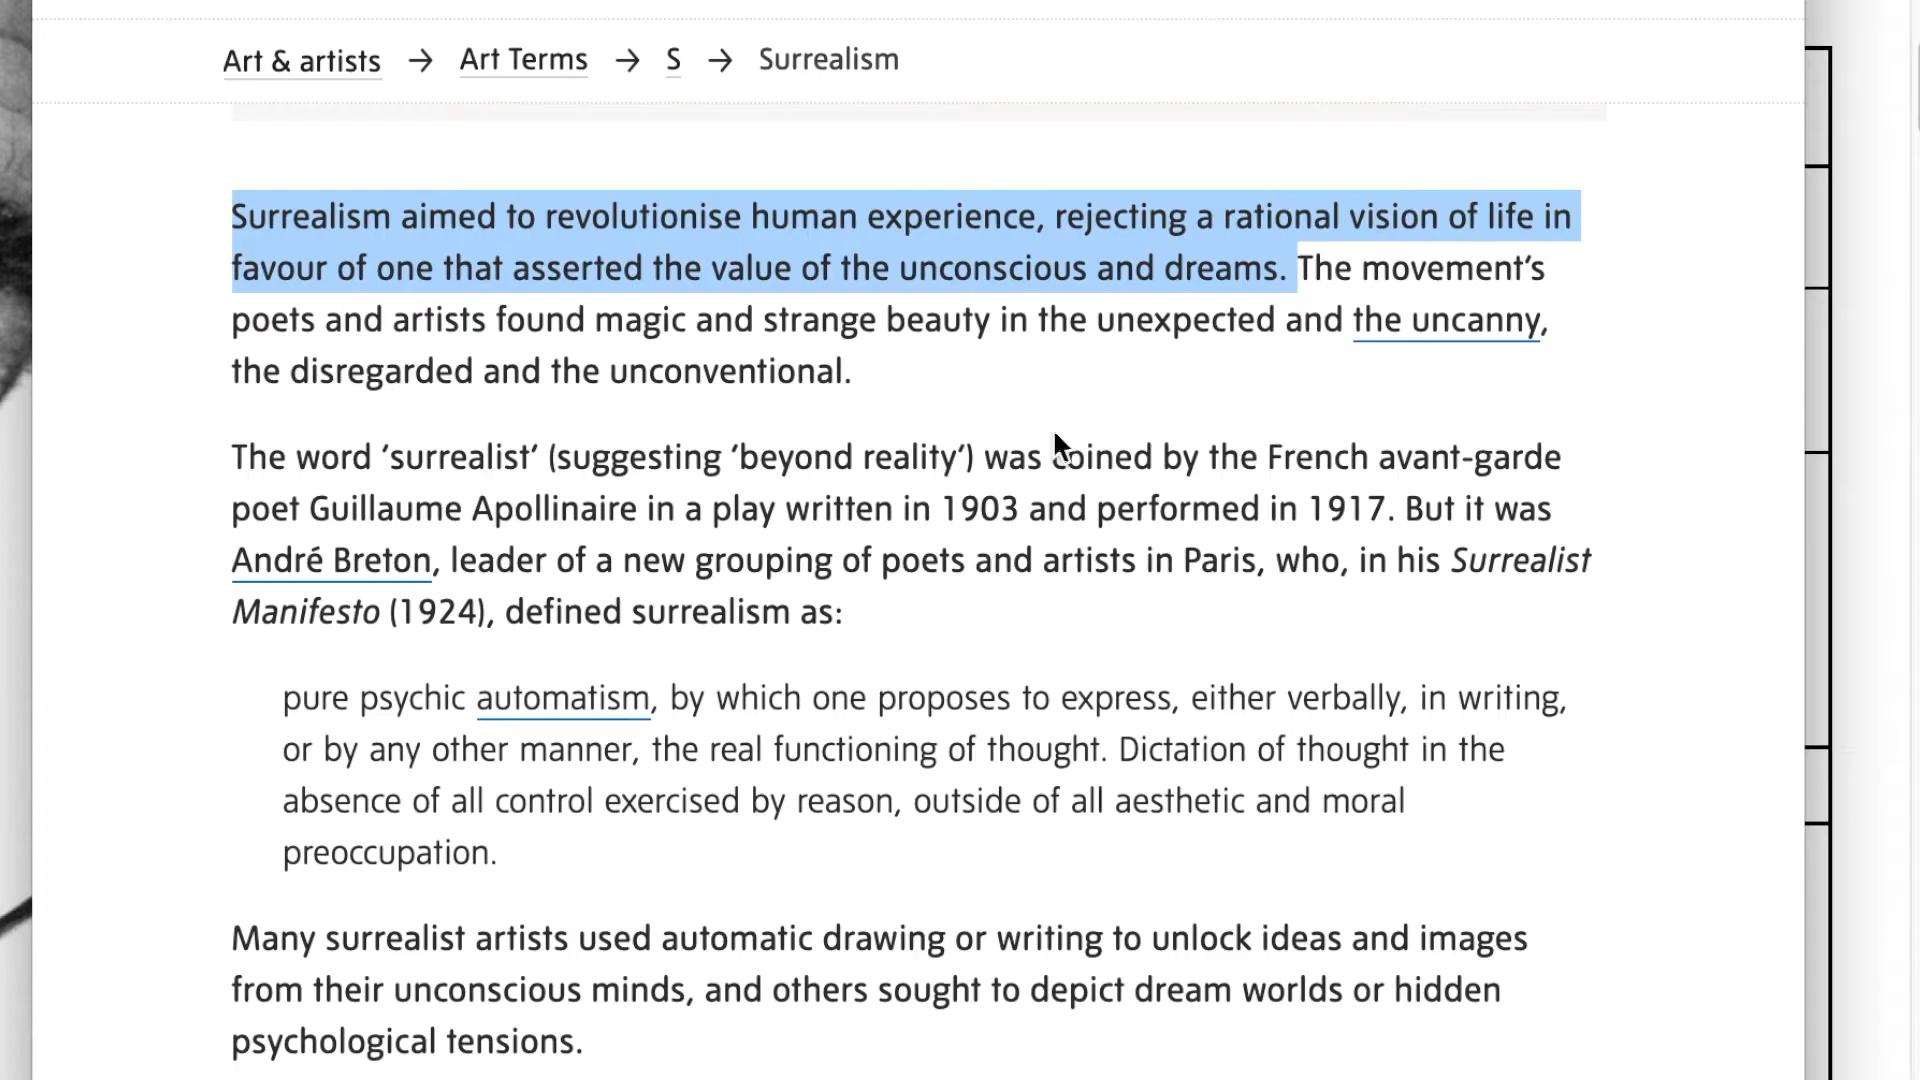 Art & artists → Art Terms → S → Surrealism
Surrealism aimed to revolutionise human experience, rejecting a rational vision of life in
favour of one that asserted the value of the unconscious and dreams. The movement’s
poets and artists found magic and strange beauty in the unexpected and the uncanny,
the disregarded and the unconventional.
The word ‘surrealist’ (suggesting ‘beyond reality’) was coined by the French avant-garde
poet Guillaume Apollinaire in a play written in 1903 and performed in 1917. But it was
André Breton, leader of a new grouping of poets and artists in Paris, who, in his Surrealist
Manifesto (1924), defined surrealism as:
pure psychic automatism, by which one proposes to express, either verbally, in writing,
or by any other manner, the real functioning of thought. Dictation of thought in the
absence of all control exercised by reason, outside of all aesthetic and moral
preoccupation.
Many surrealist artists used automatic drawing or writing to unlock ideas and images
from their unconscious minds, and others sought to depict dream worlds or hidden
psychological tensions.